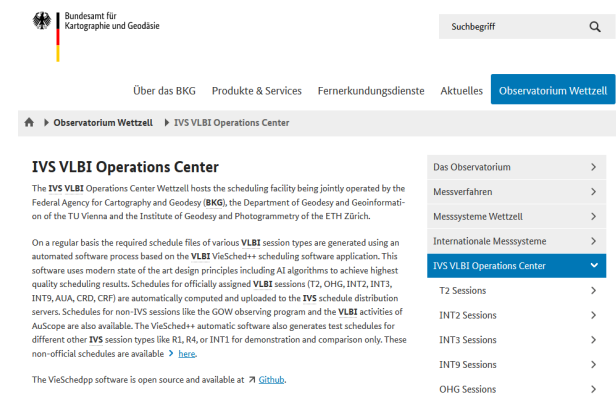 Bundesamt für
Kartographie und Geodäsie
Suchbegriff
Über das BKG Produkte & Services Fernerkundungsdienste Aktuelles Observatorium Wettzell
Observatorium Wettzell IVS VLBI Operations Center
IVS VLBI Operations Center
The IVS VLBI Operations Center Wettzell hosts the scheduling facility being jointly operated by the
Federal Agency for Cartography and Geodesy (BKG), the Department of Geodesy and Geoinformati-
on of the TU Vienna and the Institute of Geodesy and Photogrammetry of the ETH Zürich.
On a regular basis the required schedule files of various VLBI session types are generated using an
automated software process based on the VLBI VieSched++ scheduling software application. This
software uses modern state of the art design principles including AI algorithms to achieve highest
quality scheduling results. Schedules for officially assigned VLBI sessions (T2, OHG, INT2, INT3,
INT9, AUA, CRD, CRF) are automatically computed and uploaded to the IVS schedule distribution
servers. Schedules for non-IVS sessions like the GOW observing program and the VLBI activities of
AuScope are also available. The VieSched++ automatic software also generates test schedules for
different other IVS session types like R1, R4, or INT1 for demonstration and comparison only. These
non-official schedules are available here.
The VieSchedpp software is open source and available at Github.
Das Observatorium
Messverfahren
Messsysteme Wettzell
Internationale Messsysteme
IVS VLBI Operations Center
T2 Sessions
INT2 Sessions
INT3 Sessions
INT9 Sessions
OHG Sessions